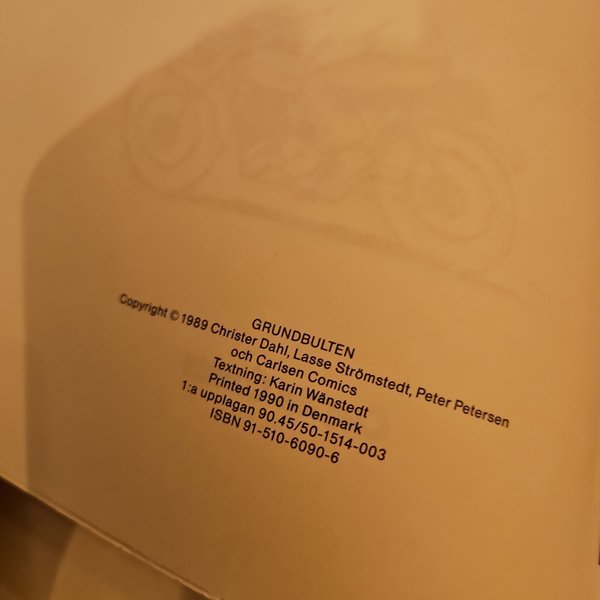 GRUNDBULTEN
Copyright © 1989 Christer Dahl, Lasse Strömstedt, Peter Petersen
och Carlsen Comics
Textning: Karin Wånstedt
Printed 1990 in Denmark
1:a upplagan 90.45/50-1514-003
ISBN 91-510-6090-6